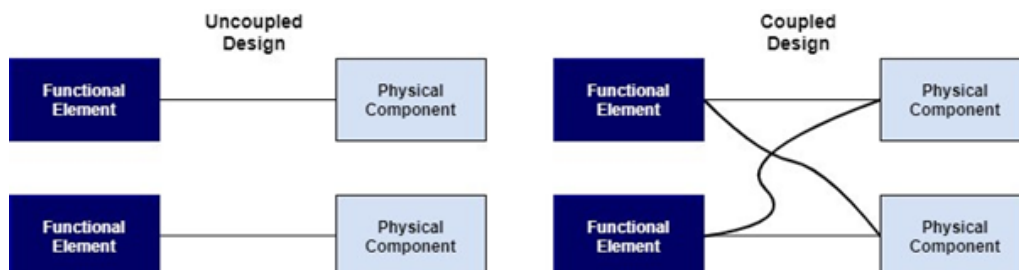 Uncoupled
Design
Functional
Element
Physical
Component
Functional
Element
Physical
Component
Coupled
Design
Functional
Element
Physical
Component
Functional
Element
Physical
Component